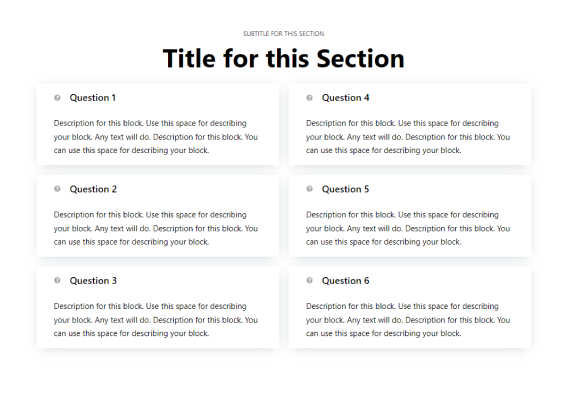 SUBTITLE FOR THIS SECTION
Title for this Section
Question 1
Description for this block. Use this space for describing
your block. Any text will do. Description for this block. You
can use this space for describing your block.
Question 2
Description for this block. Use this space for describing
your block. Any text will do. Description for this block. You
can use this space for describing your block.
Question 3
Description for this block. Use this space for describing
your block. Any text will do. Description for this block. You
can use this space for describing your block.
Question 4
Description for this block. Use this space for describing
your block. Any text will do. Description for this block. You
can use this space for describing your block.
Question 5
Description for this block. Use this space for describing
your block. Any text will do. Description for this block. You
can use this space for describing your block.
Question 6
Description for this block. Use this space for describing
your block. Any text will do. Description for this block. You
can use this space for describing your block.